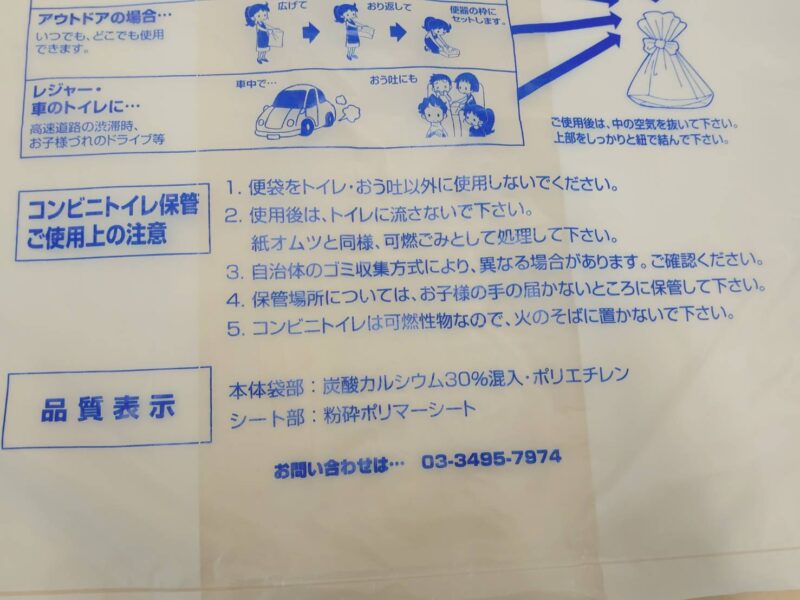 アウトドアの場合…
いつでも、どこでも使用
できます。
広げて
おり返して
便器の枠に
セットします。
レジャー・
車のトイレに…
高速道路の渋滞時、
お子様づれのドライブ等
車中で…
おう吐にも
ご使用後は、中の空気を抜いて下さい。
上部をしっかりと紐で結んで下さい。
コンビニトイレ保管
ご使用上の注意
1. 便袋をトイレ・おう吐以外に使用しないでください。
2. 使用後は、トイレに流さないで下さい。
紙オムツと同様、可燃ごみとして処理して下さい。
3. 自治体のゴミ収集方式により、異なる場合があります。ご確認ください。
4. 保管場所については、お子様の手の届かないところに保管して下さい。
5. コンビニトイレは可燃性物なので、火のそばに置かないで下さい。
品質表示
本体袋部：炭酸カルシウム30%混入・ポリエチレン
シート部：粉砕ポリマーシート
お問い合わせは… 03-3495-7974